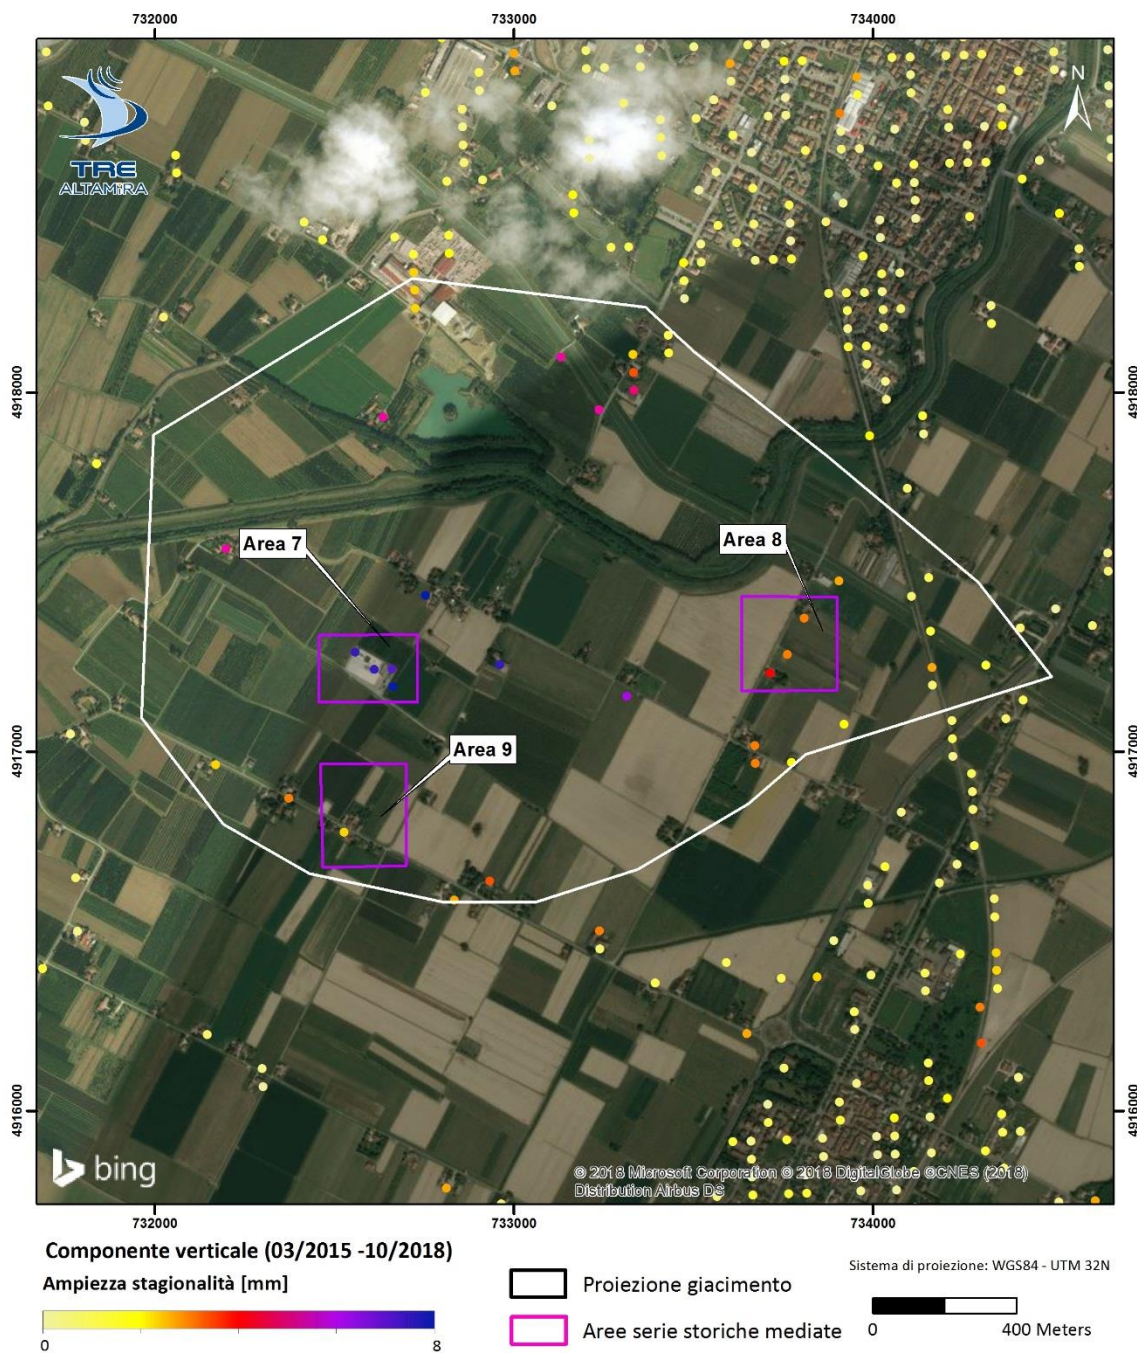 732000
733000
734000
N
TRE
ALTAMIRA
4918000
4918000
Area 7
Area 8
4917000
4917000
Area 9
4916000
4916000
bing
© 2018 Microsoft Corporation © 2018 DigitalGlobe ©CNES (2018)
Distribution Airbus DS
732000
733000
734000
Componente verticale (03/2015 -10/2018)
Ampiezza stagionalità [mm]
0
8
Proiezione giacimento
Aree serie storiche mediate
Sistema di proiezione: WGS84 - UTM 32N
0
400 Meters